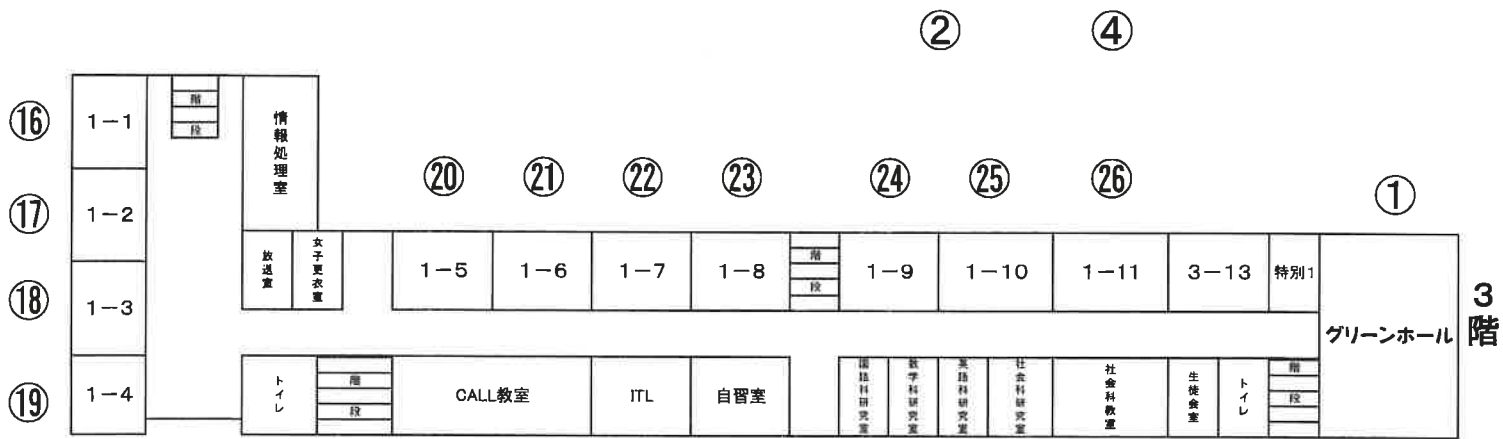 ② ④
⑯ 1-1 階段 情報処理室
⑳ ㉑ ㉒ ㉓ ㉔ ㉕ ㉖ ①
⑰ 1-2
放送室 女子更衣室 1-5 1-6 1-7 1-8 階段 1-9 1-10 1-11 3-13 特別1
⑱ 1-3
グリーンホール 3階
⑲ 1-4 トイレ 階段 CALL教室 ITL 自習室 国語科研究室 数学科研究室 英語科研究室 社会科研究室 社会科教室 生徒会室 トイレ 階段